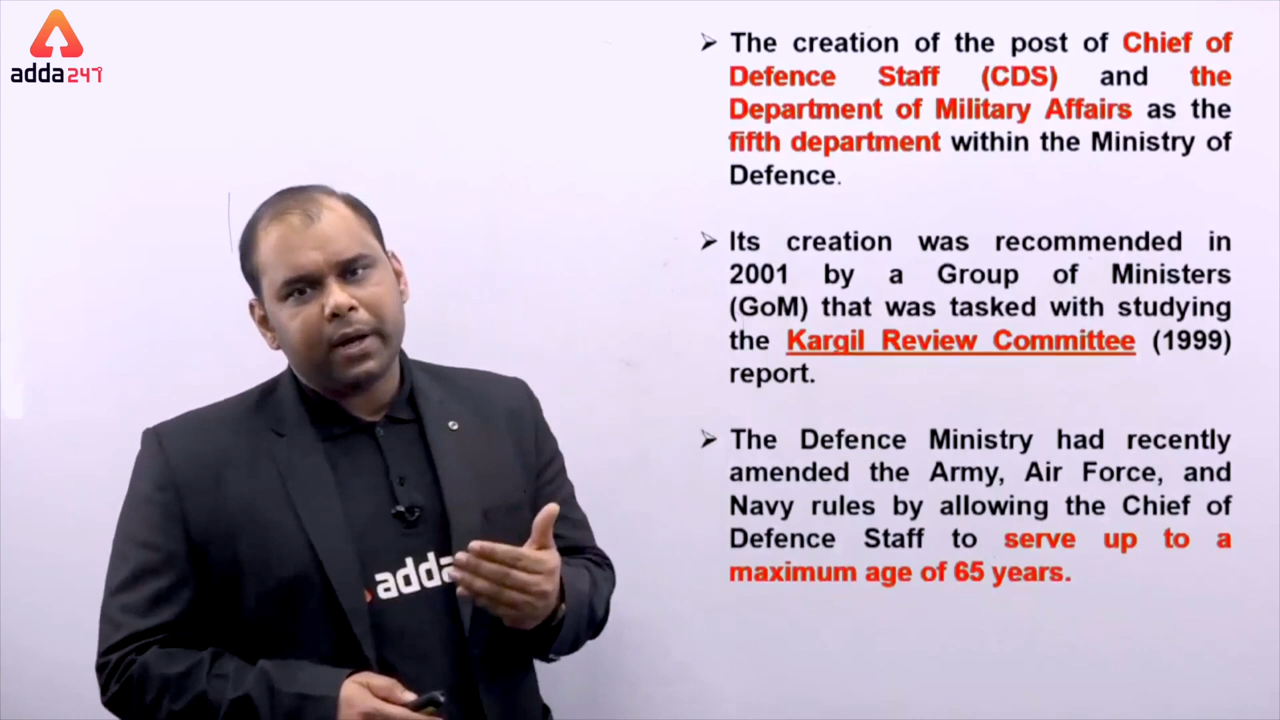 adda247
➢ The creation of the post of Chief of
Defence Staff (CDS) and the
Department of Military Affairs as the
fifth department within the Ministry of
Defence.
➢ Its creation was recommended in
2001 by a Group of Ministers
(GoM) that was tasked with studying
the Kargil Review Committee (1999)
report.
➢ The Defence Ministry had recently
amended the Army, Air Force, and
Navy rules by allowing the Chief of
Defence Staff to serve up to a
maximum age of 65 years.
adda